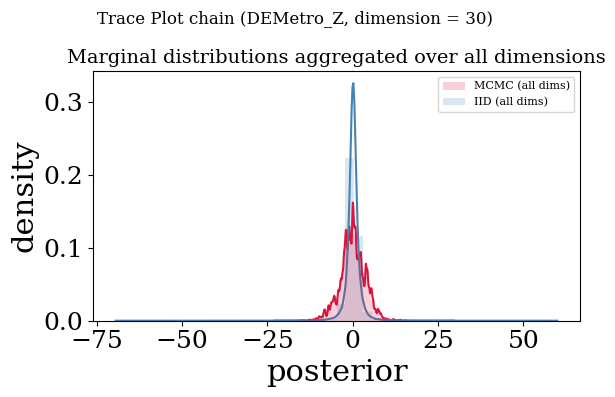 Trace Plot chain (DEMetro_Z, dimension = 30)
Marginal distributions aggregated over all dimensions
MCMC (all dims)
IID (all dims)
density
0.3
0.2
0.1
0.0
−75
−50
−25
0
25
50
posterior